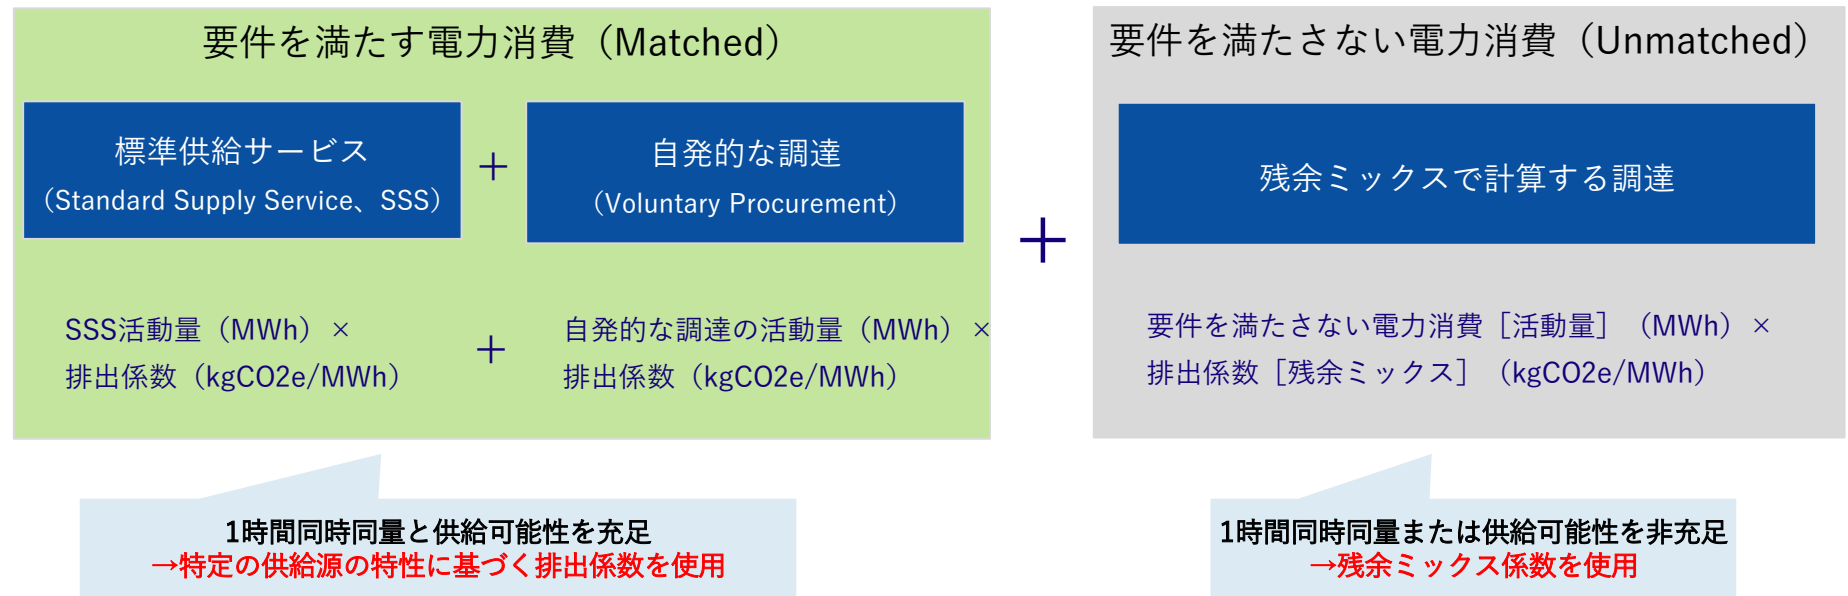 要件を満たす電力消費（Matched）
標準供給サービス
（Standard Supply Service、SSS）
＋
自発的な調達
（Voluntary Procurement）
SSS活動量（MWh）×
排出係数（kgCO2e/MWh）
＋
自発的な調達の活動量（MWh）×
排出係数（kgCO2e/MWh）
＋
要件を満たさない電力消費（Unmatched）
残余ミックスで計算する調達
要件を満たさない電力消費［活動量］（MWh）×
排出係数［残余ミックス］（kgCO2e/MWh）
1時間同時同量と供給可能性を充足
→特定の供給源の特性に基づく排出係数を使用
1時間同時同量または供給可能性を非充足
→残余ミックス係数を使用